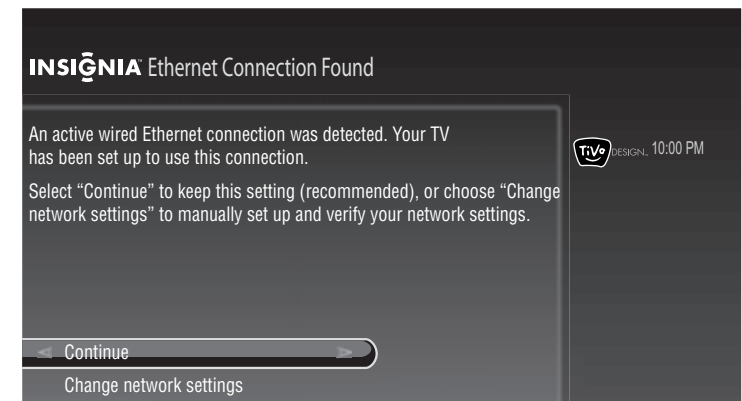 INSIGNIA™ Ethernet Connection Found
An active wired Ethernet connection was detected. Your TV
has been set up to use this connection.
TiVo DESIGN™ 10:00 PM
Select “Continue” to keep this setting (recommended), or choose “Change
network settings” to manually set up and verify your network settings.
Continue
Change network settings